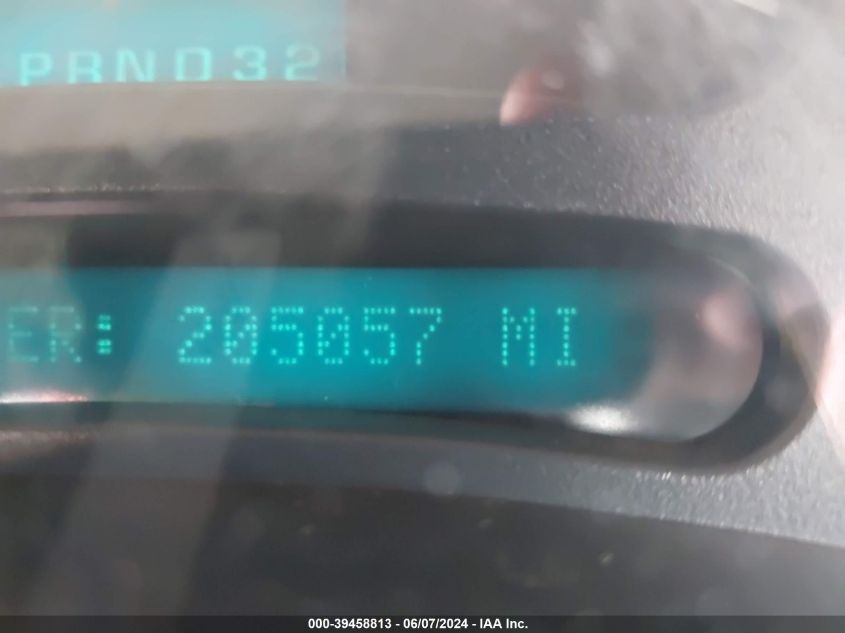 PRND32
ER: 205057 MI
000-39458813 - 06/07/2024 - IAA Inc.